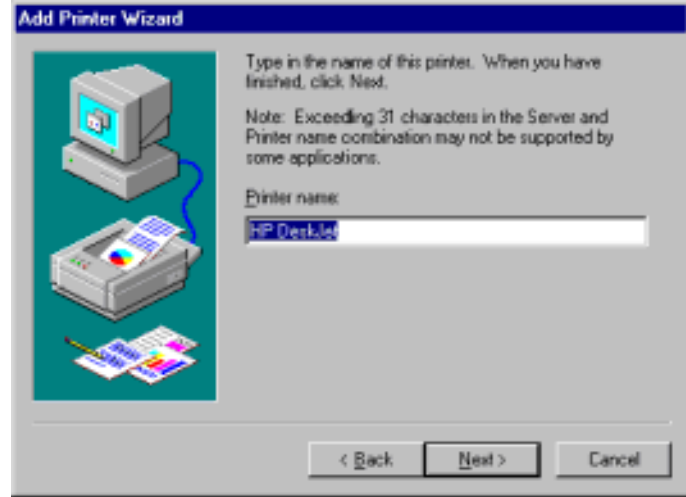 Add Printer Wizard
Type in the name of this printer. When you have
finished, click Next.
Note: Exceeding 31 characters in the Server and
Printer name combination may not be supported by
some applications.
Printer name:
HP DeskJet
< Back
Next >
Cancel